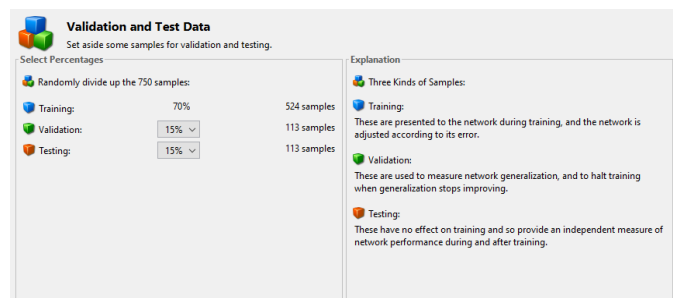 Validation and Test Data
Set aside some samples for validation and testing.
Select Percentages
Randomly divide up the 750 samples:
Training: 70% 524 samples
Validation: 15% 113 samples
Testing: 15% 113 samples
Explanation
Three Kinds of Samples:
Training:
These are presented to the network during training, and the network is
adjusted according to its error.
Validation:
These are used to measure network generalization, and to halt training
when generalization stops improving.
Testing:
These have no effect on training and so provide an independent measure of
network performance during and after training.